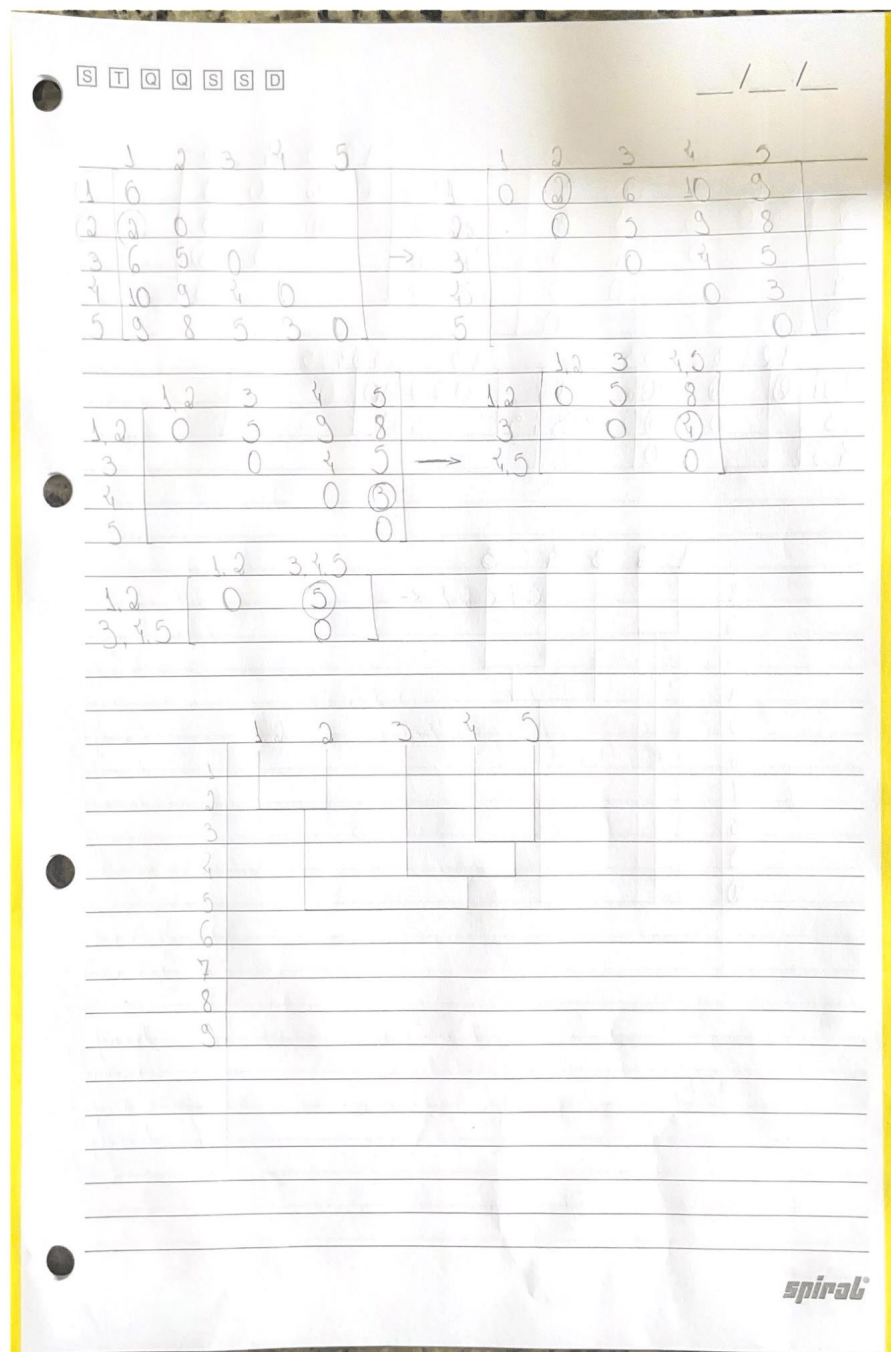 S T Q Q S S D
__/__/__
1 2 3 4 5
1 0
2 2 0
3 6 5 0
4 10 9 4 0
5 9 8 5 3 0
→
1 2 3 4 5
1 0 2 6 10 9
2 0 5 9 8
3 0 4 5
4 0 3
5 0
1,2 3 4 5
1,2 0 5 9 8
3 0 4 5
4 0 3
5 0
→
1,2 3 4,5
1,2 0 5 8
3 0 4
4,5 0
1,2 3,4,5
1,2 0 5
3,4,5 0
1 2 3 4 5
1
2
3
4
5
6
7
8
9
spiral